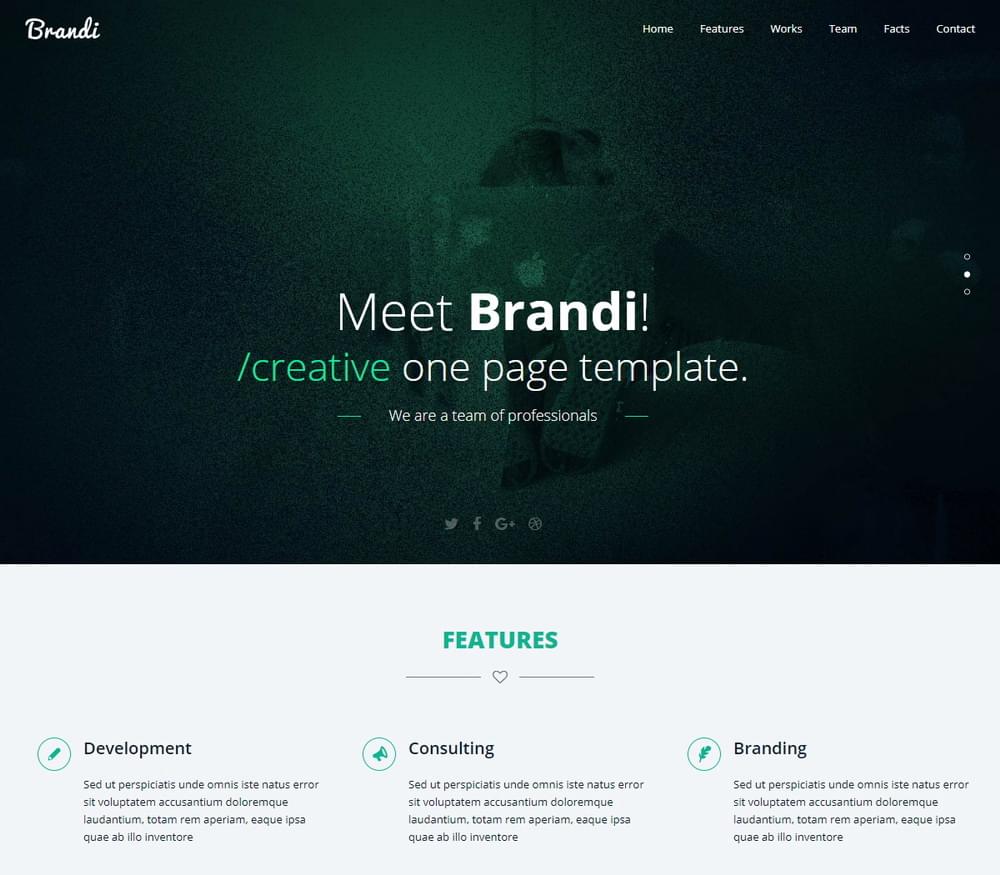 Brandi
Home Features Works Team Facts Contact
Meet Brandi!
/creative one page template.
We are a team of professionals
FEATURES
Development
Sed ut perspiciatis unde omnis iste natus error
sit voluptatem accusantium doloremque
laudantium, totam rem aperiam, eaque ipsa
quae ab illo inventore
Consulting
Sed ut perspiciatis unde omnis iste natus error
sit voluptatem accusantium doloremque
laudantium, totam rem aperiam, eaque ipsa
quae ab illo inventore
Branding
Sed ut perspiciatis unde omnis iste natus error
sit voluptatem accusantium doloremque
laudantium, totam rem aperiam, eaque ipsa
quae ab illo inventore